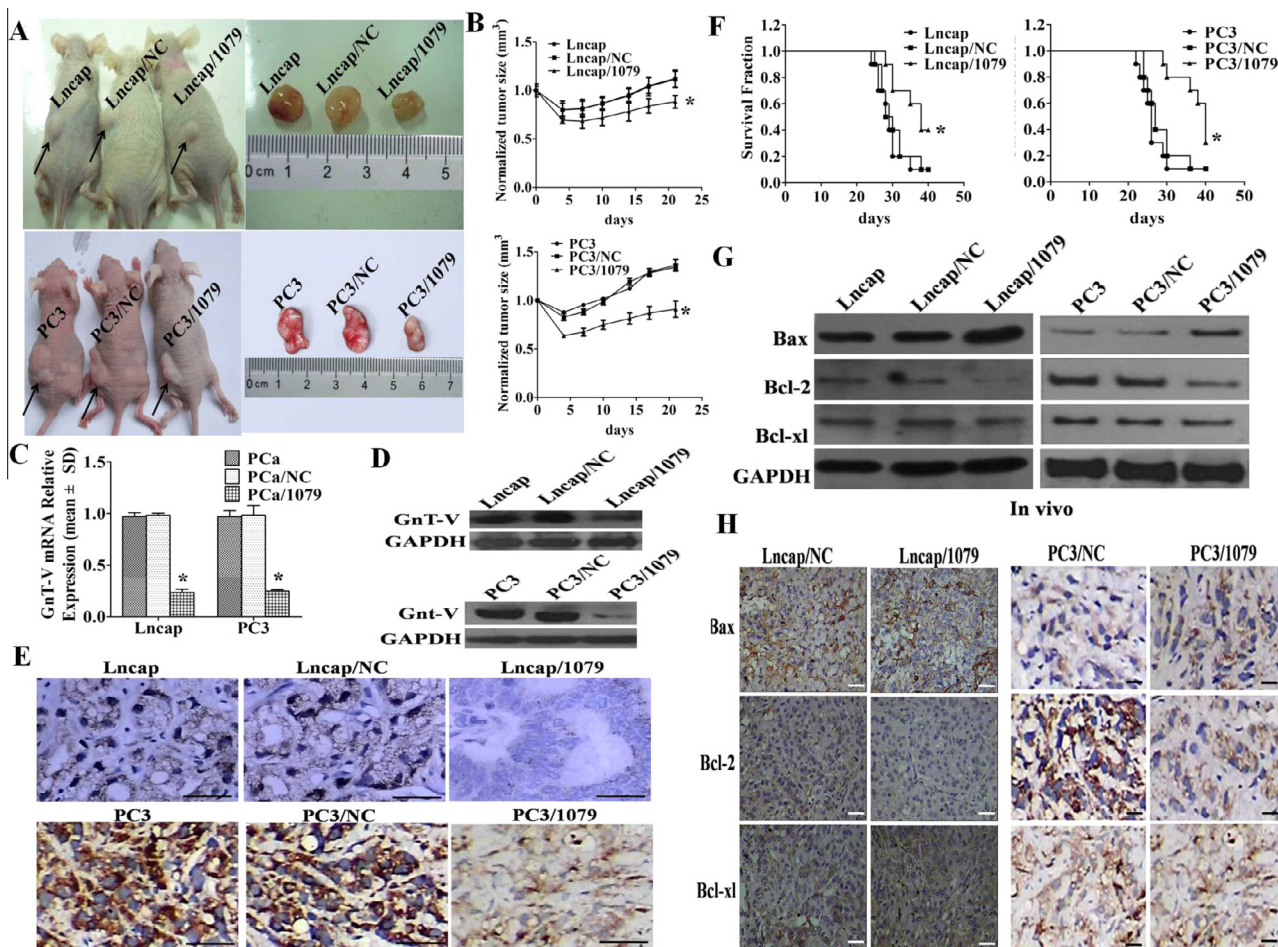 A
Lncap
Lncap/NC
Lncap/1079
Lncap
Lncap/NC
Lncap/1079
0 cm 1 2 3 4 5
PC3
PC3/NC
PC3/1079
PC3
PC3/NC
PC3/1079
0 cm 1 2 3 4 5 6 7
B
Lncap
Lncap/NC
Lncap/1079
Normalized tumor size (mm³)
1.5
1.0
0.5
0.0
*
0 5 10 15 20 25
days
PC3
PC3/NC
PC3/1079
Normalized tumor size (mm³)
1.5
1.0
0.5
0.0
*
0 5 10 15 20 25
days
C
PCa
PCa/NC
PCa/1079
GnT-V mRNA Relative
Expression (mean ± SD)
1.5
1.0
0.5
0.0
* *
Lncap PC3
D
Lncap
Lncap/NC
Lncap/1079
GnT-V
GAPDH
PC3
PC3/NC
PC3/1079
Gnt-V
GAPDH
E
Lncap Lncap/NC Lncap/1079
PC3 PC3/NC PC3/1079
F
Lncap
Lncap/NC
Lncap/1079
Survival Fraction
1.0
0.8
0.6
0.4
0.2
0.0
*
0 10 20 30 40 50
days
PC3
PC3/NC
PC3/1079
1.0
0.8
0.6
0.4
0.2
0.0
*
0 10 20 30 40 50
days
G
Lncap
Lncap/NC
Lncap/1079
PC3
PC3/NC
PC3/1079
Bax
Bcl-2
Bcl-xl
GAPDH
In vivo
H
Lncap/NC Lncap/1079 PC3/NC PC3/1079
Bax
Bcl-2
Bcl-xl